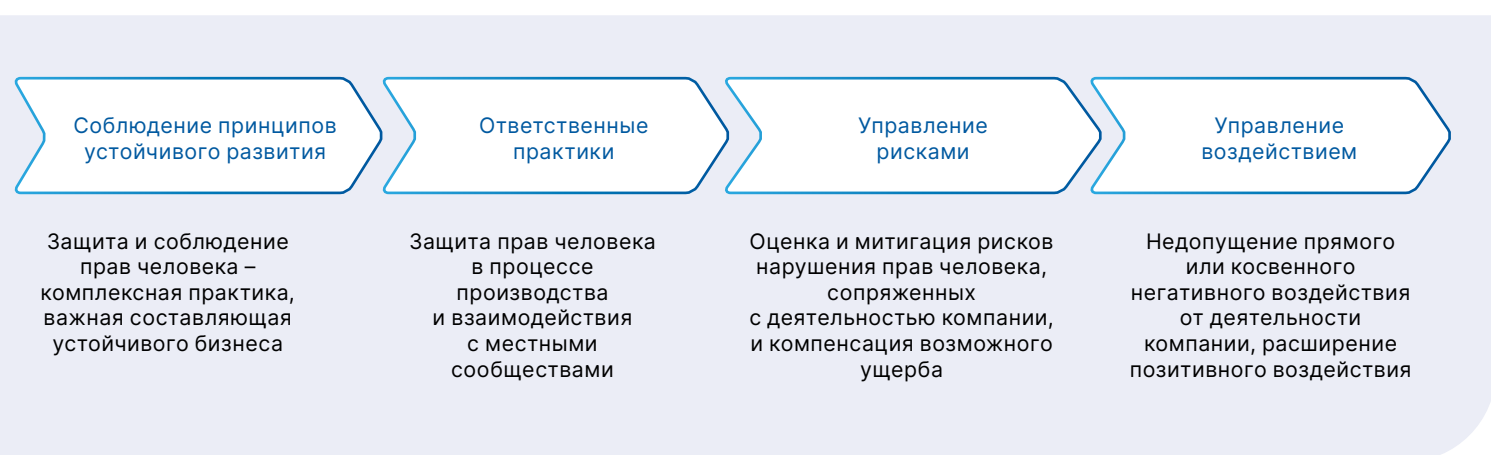 Соблюдение принципов
устойчивого развития
Ответственные
практики
Управление
рисками
Управление
воздействием
Защита и соблюдение
прав человека –
комплексная практика,
важная составляющая
устойчивого бизнеса
Защита прав человека
в процессе
производства
и взаимодействия
с местными
сообществами
Оценка и митигация рисков
нарушения прав человека,
сопряженных
с деятельностью компании,
и компенсация возможного
ущерба
Недопущение прямого
или косвенного
негативного воздействия
от деятельности
компании, расширение
позитивного воздействия